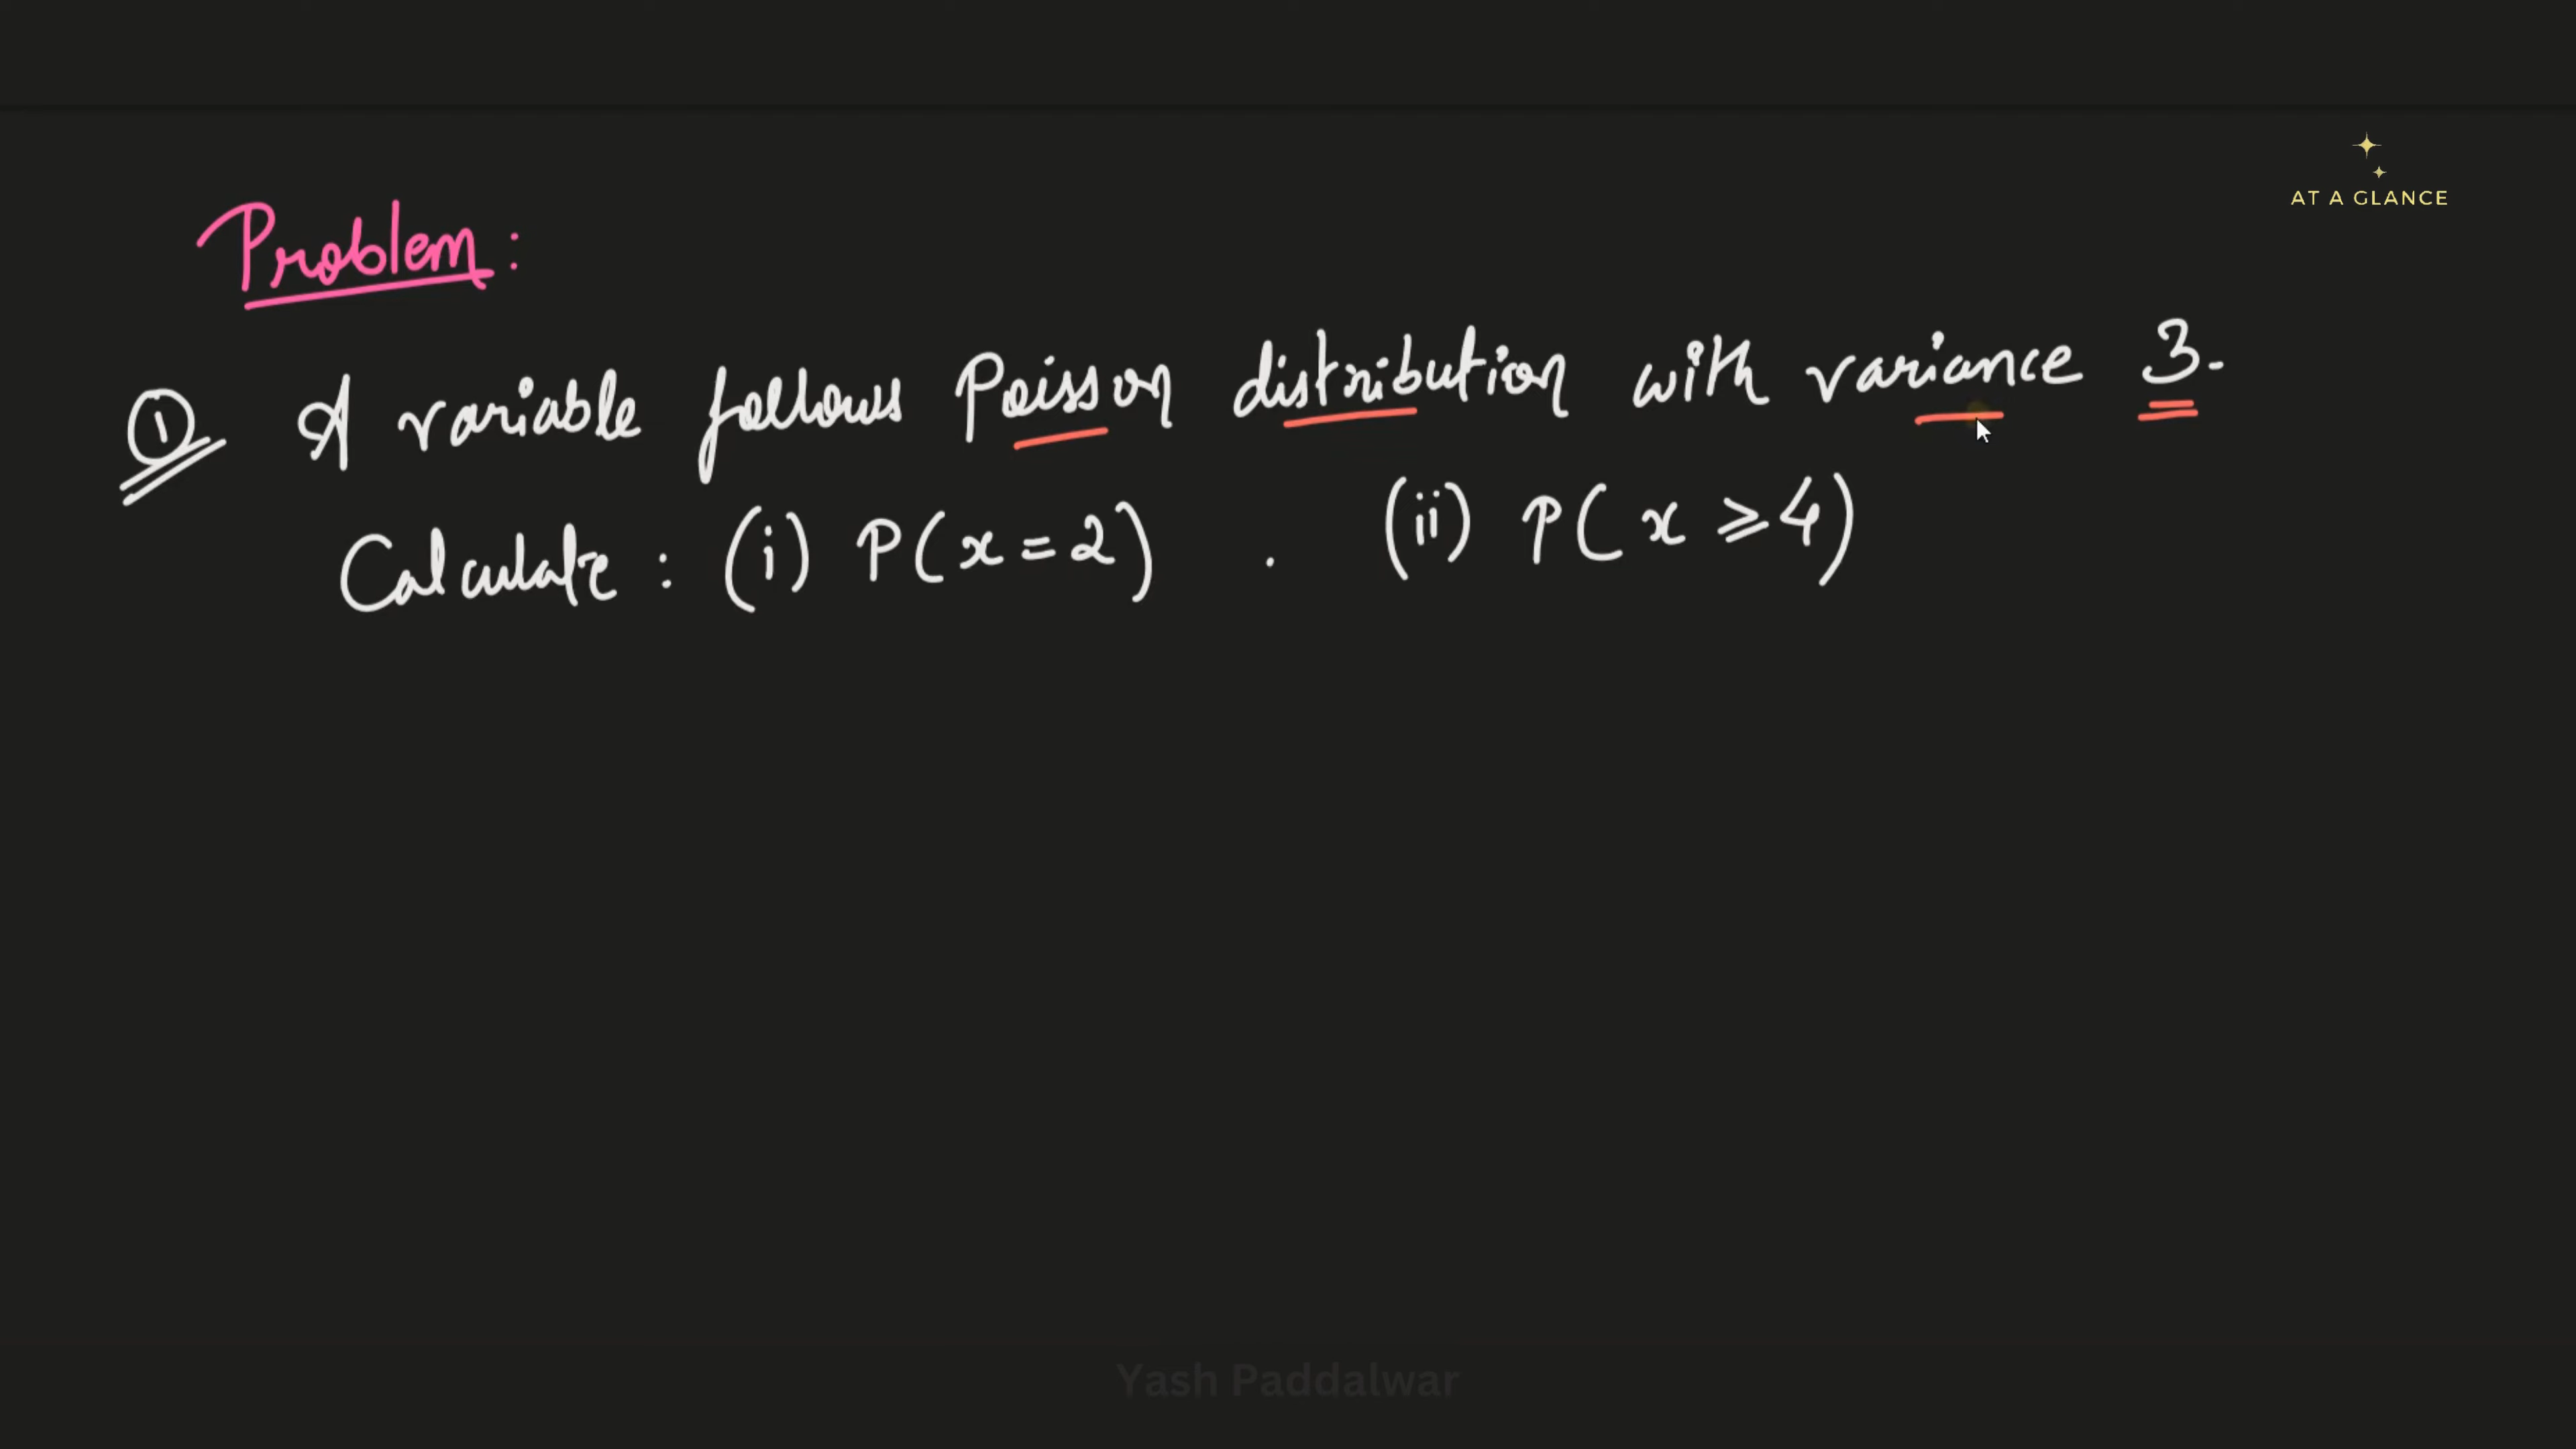 AT A GLANCE
Problem:
① A variable follows Poisson distribution with variance 3.
Calculate : (i) P(x = 2) . (ii) P(x ⩾ 4)
Yash Paddalwar